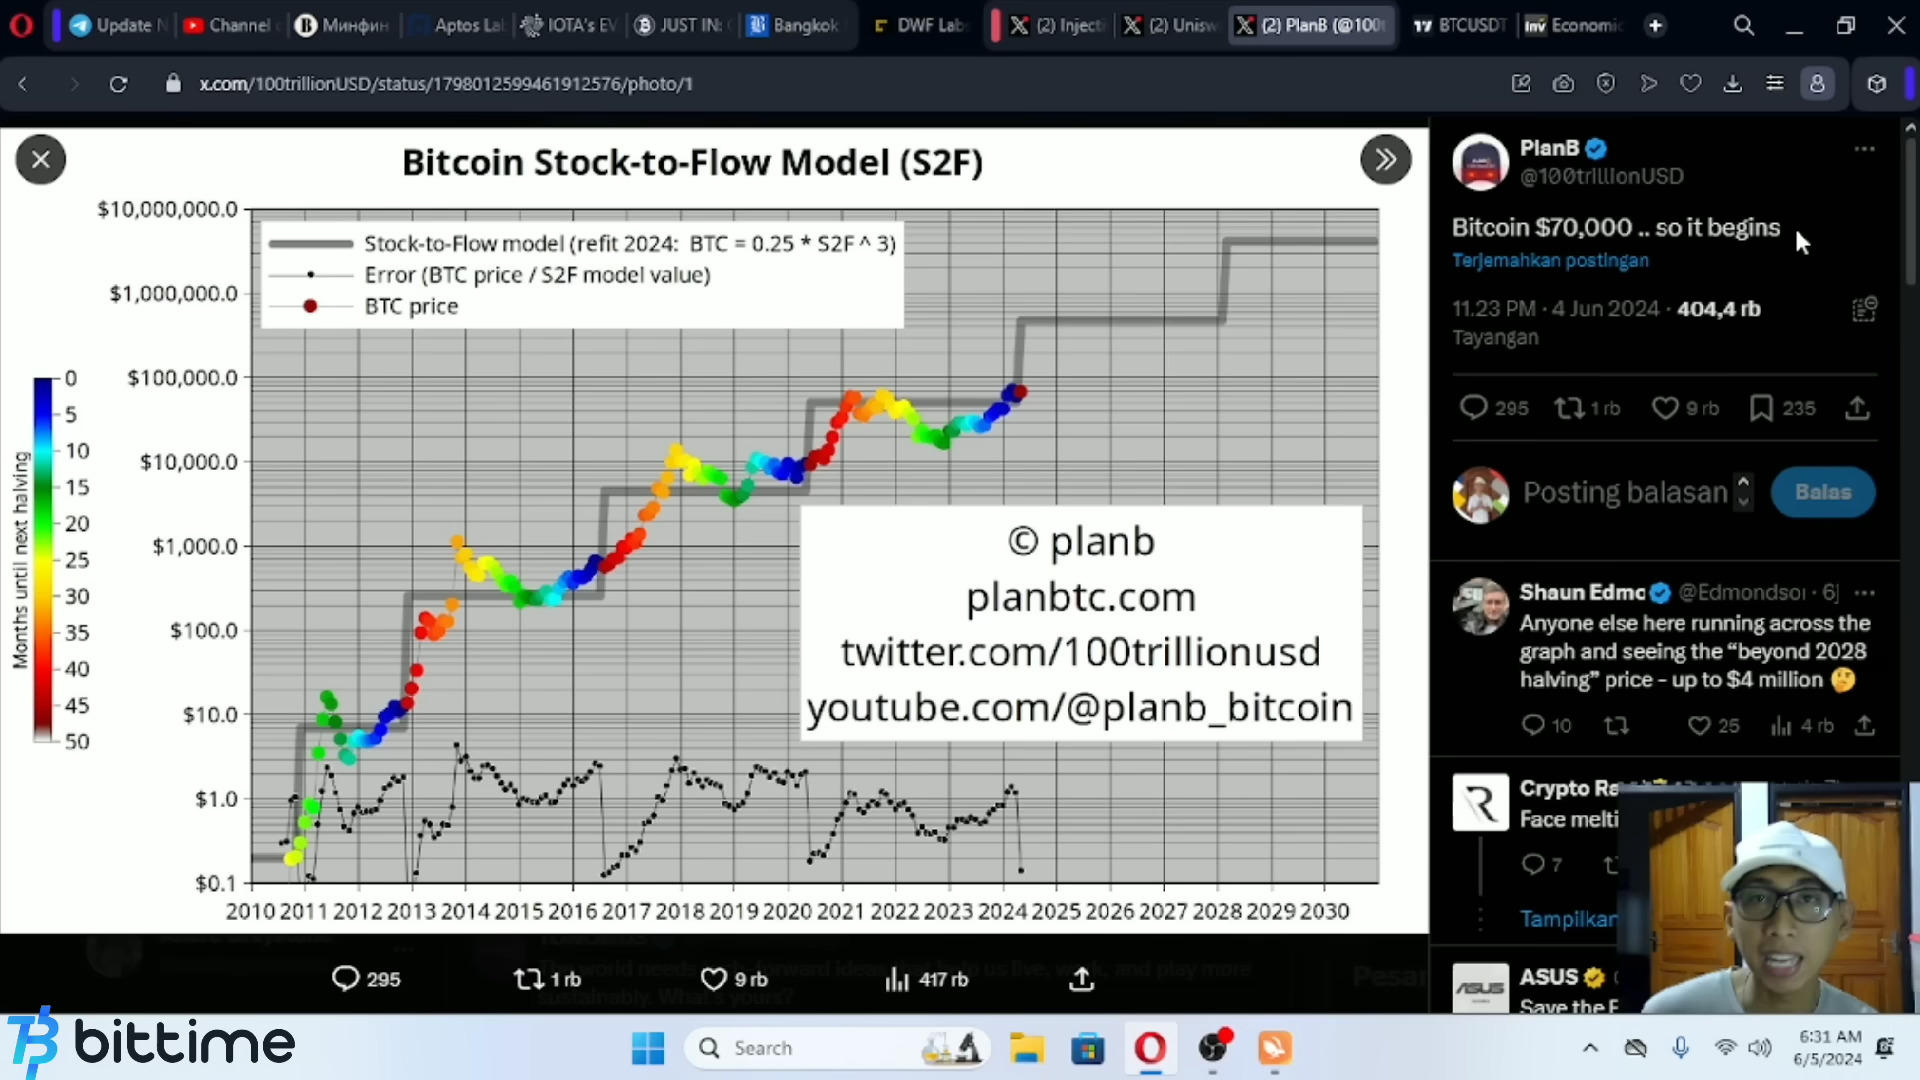 Update
Channel
Минфин
Aptos
IOTA's EV
JUST IN:
Bangkok
DWF Lab
(2) Injecti
(2) Unisw
(2) PlanB (@100t
BTCUSDT
inv Economic
x.com/100trillionUSD/status/1798012599461912576/photo/1
Bitcoin Stock-to-Flow Model (S2F)
Stock-to-Flow model (refit 2024: BTC = 0.25 * S2F ^ 3)
Error (BTC price / S2F model value)
BTC price
$10,000,000.0
$1,000,000.0
$100,000.0
$10,000.0
$1,000.0
$100.0
$10.0
$1.0
$0.1
Months until next halving
0
5
10
15
20
25
30
35
40
45
50
© planb
planbtc.com
twitter.com/100trillionusd
youtube.com/@planb_bitcoin
2010 2011 2012 2013 2014 2015 2016 2017 2018 2019 2020 2021 2022 2023 2024 2025 2026 2027 2028 2029 2030
295
1 rb
9 rb
417 rb
PlanB
@100trillionUSD
Bitcoin $70,000 .. so it begins
Terjemahkan postingan
11.23 PM · 4 Jun 2024 · 404,4 rb
Tayangan
295
1 rb
9 rb
235
Posting balasan
Balas
Shaun Edmo @Edmondsor · 6j
Anyone else here running across the
graph and seeing the “beyond 2028
halving” price - up to $4 million
10
25
4 rb
Crypto Ra
Face melti
7
Tampilkan
ASUS
ASUS
Save the E
bittime
Search
6:31 AM
6/5/2024